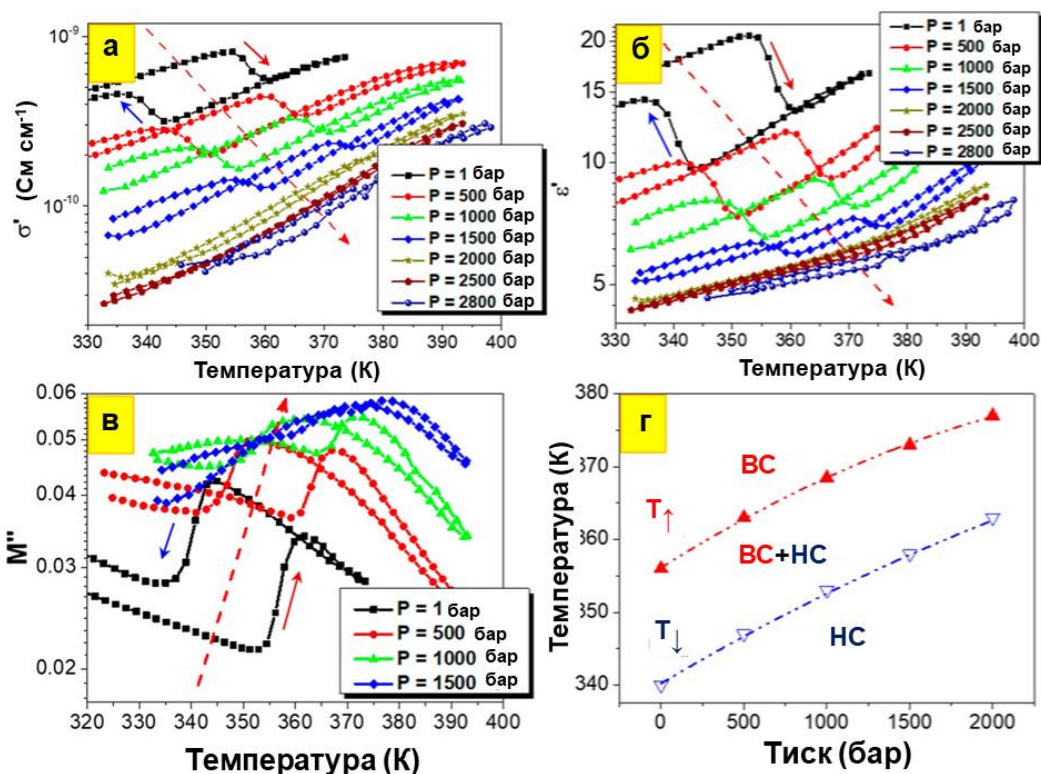 а
10⁻⁹
10⁻¹⁰
σ' (См см⁻¹)
P = 1 бар
P = 500 бар
P = 1000 бар
P = 1500 бар
P = 2000 бар
P = 2500 бар
P = 2800 бар
330 340 350 360 370 380 390 400
Температура (К)
б
20
15
10
5
ε'
P = 1 бар
P = 500 бар
P = 1000 бар
P = 1500 бар
P = 2000 бар
P = 2500 бар
P = 2800 бар
330 340 350 360 370 380 390 400
Температура (К)
в
0.06
0.05
0.04
0.03
0.02
M"
P = 1 бар
P = 500 бар
P = 1000 бар
P = 1500 бар
320 330 340 350 360 370 380 390 400
Температура (К)
г
380
370
360
350
340
Температура (К)
ВС
T↑
ВС+НС
T↓
НС
0 500 1000 1500 2000
Тиск (бар)